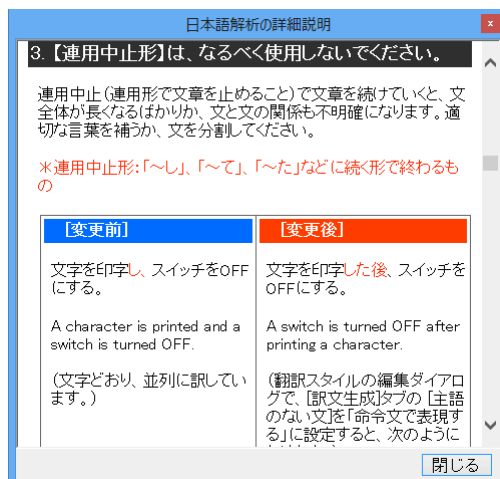 日本語解析の詳細説明
x
3. 【連用中止形】は、なるべく使用しないでください。
連用中止(連用形で文章を止めること)で文章を続けていくと、文
全体が長くなるばかりか、文と文の関係も不明確になります。適
切な言葉を補うか、文を分割してください。
※連用中止形:「~し」、「~て」、「~た」などに続く形で終わるも
の
[変更前]
文字を印字し、スイッチをOFF
にする。
A character is printed and a
switch is turned OFF.
(文字どおり、並列に訳してい
ます。)
[変更後]
文字を印字した後、スイッチを
OFFにする。
A switch is turned OFF after
printing a character.
(翻訳スタイルの編集ダイアロ
グで、[訳文生成]タブの [主語
のない文]を「命令文で表現す
る」に設定すると、次のように
閉じる